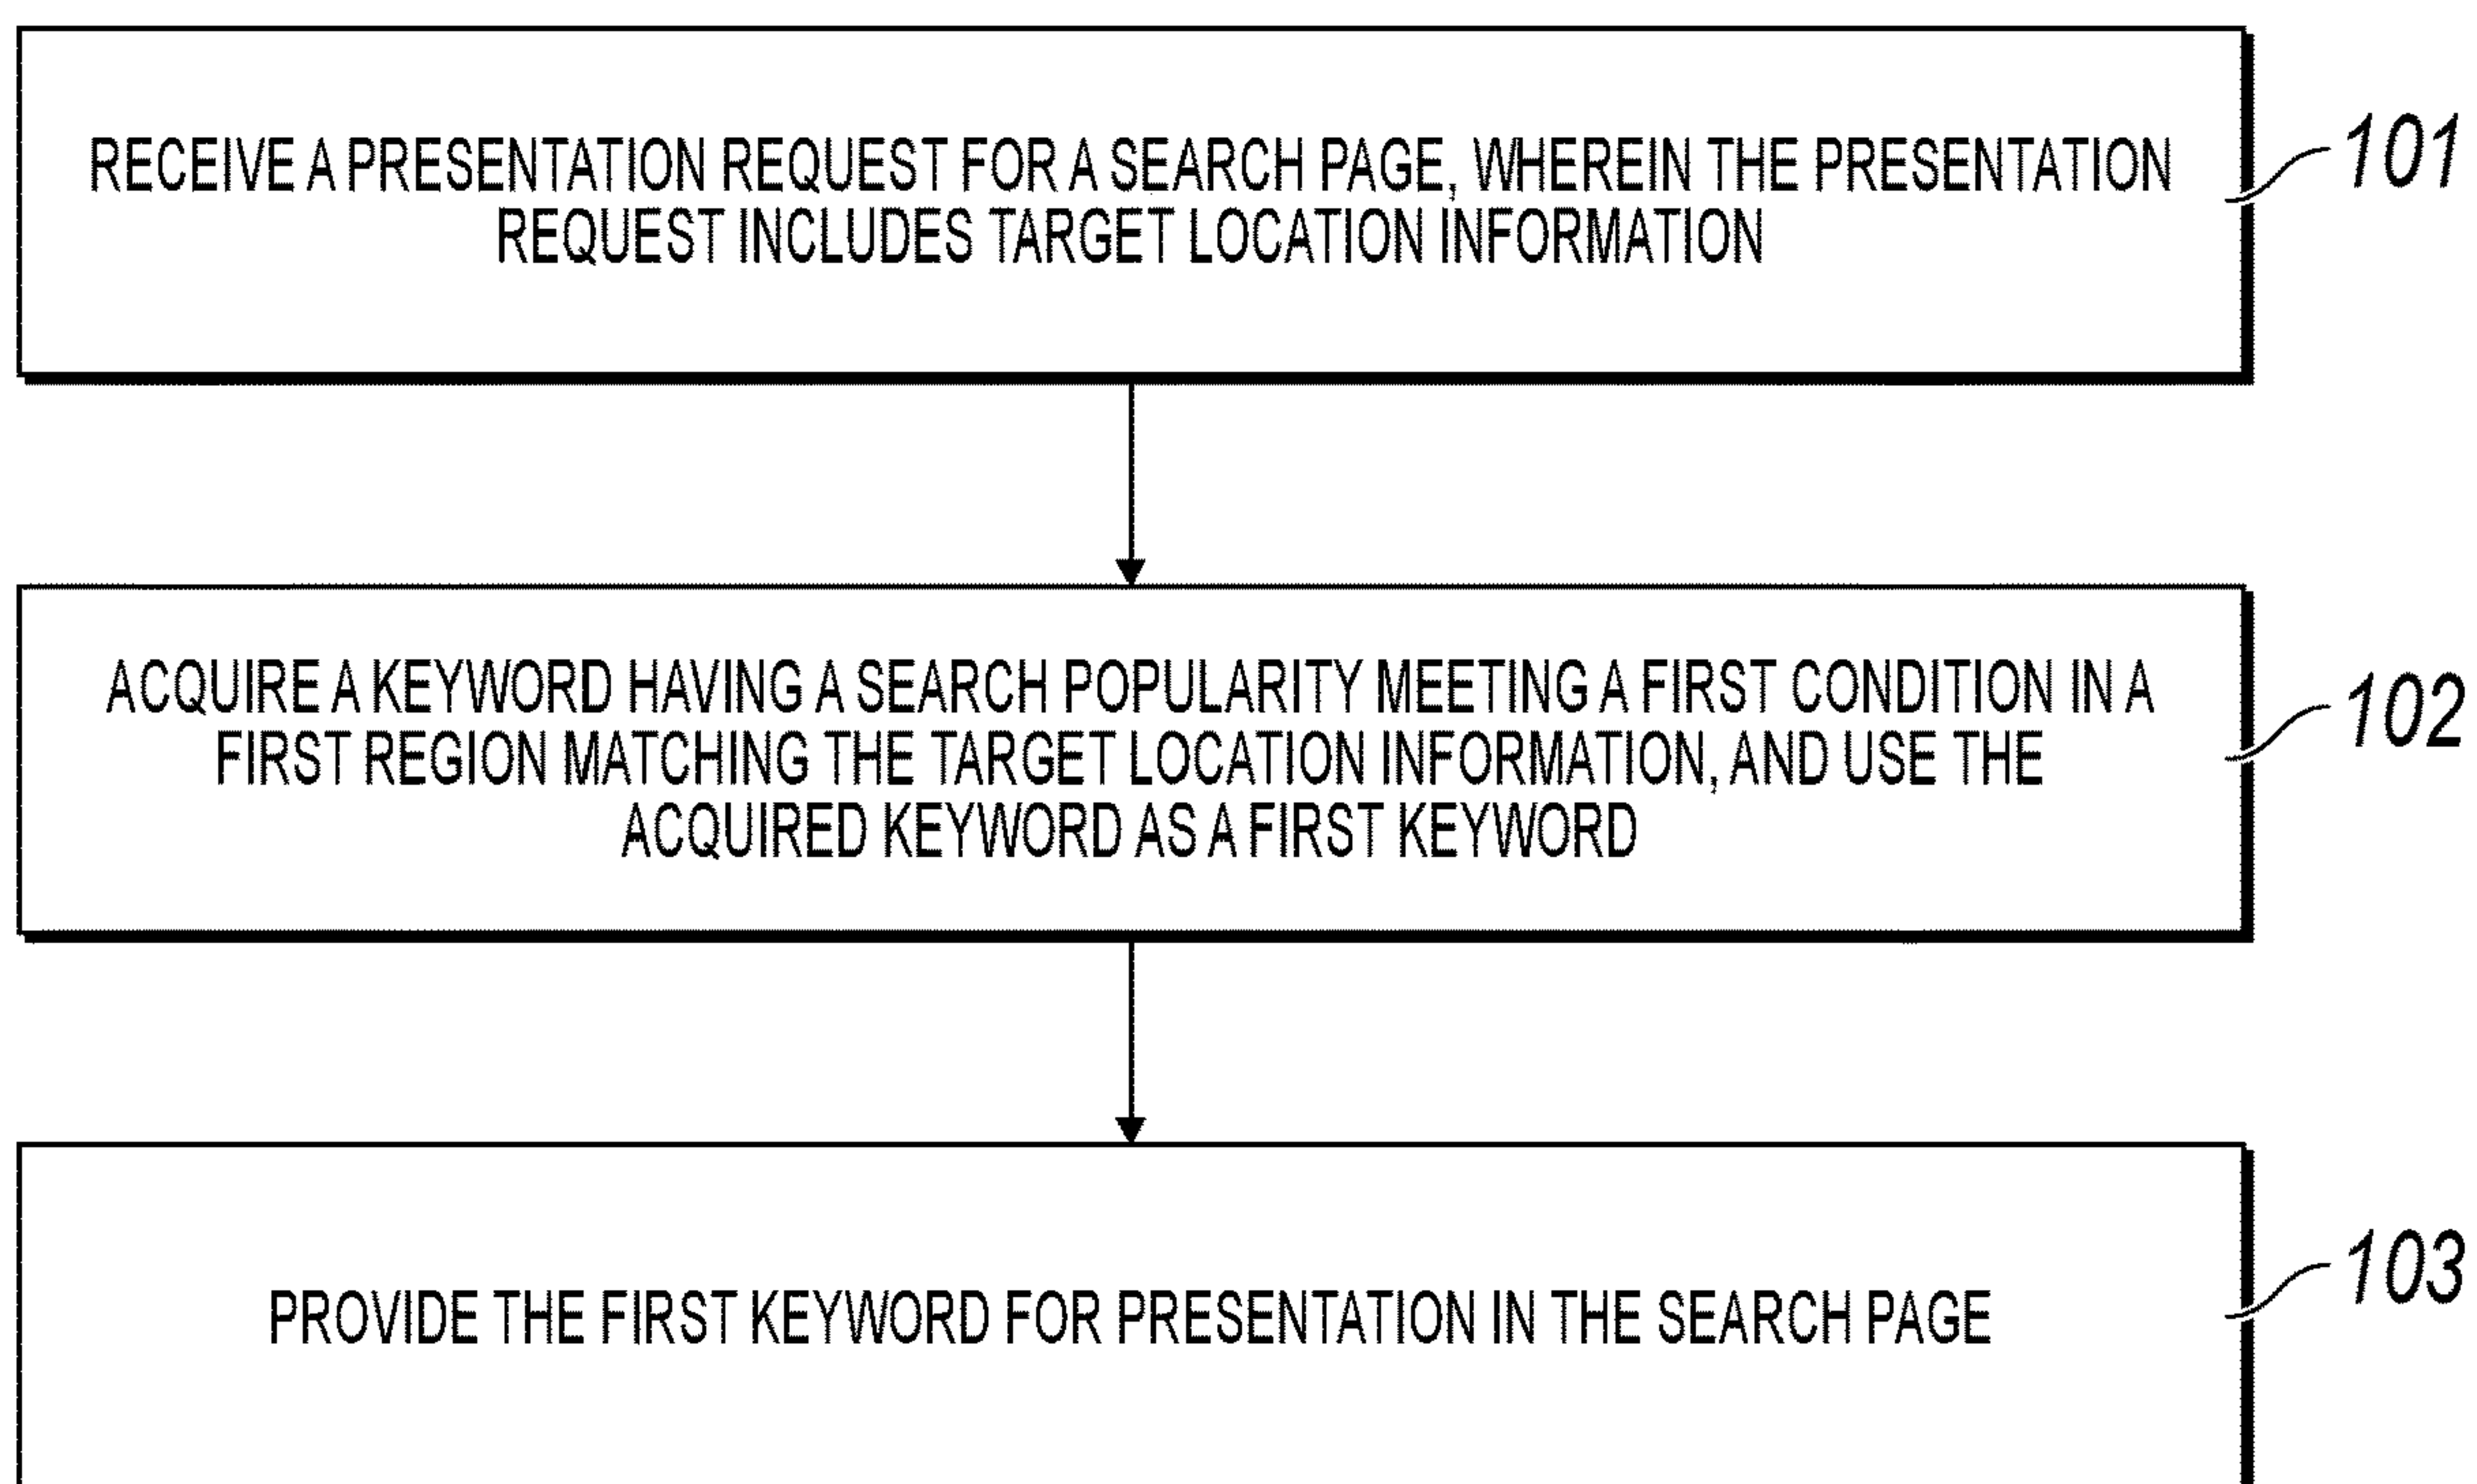 RECEIVE A PRESENTATION REQUEST FOR A SEARCH PAGE, WHEREIN THE PRESENTATION
REQUEST INCLUDES TARGET LOCATION INFORMATION
101
ACQUIRE A KEYWORD HAVING A SEARCH POPULARITY MEETING A FIRST CONDITION IN A
FIRST REGION MATCHING THE TARGET LOCATION INFORMATION, AND USE THE
ACQUIRED KEYWORD AS A FIRST KEYWORD
102
PROVIDE THE FIRST KEYWORD FOR PRESENTATION IN THE SEARCH PAGE
103